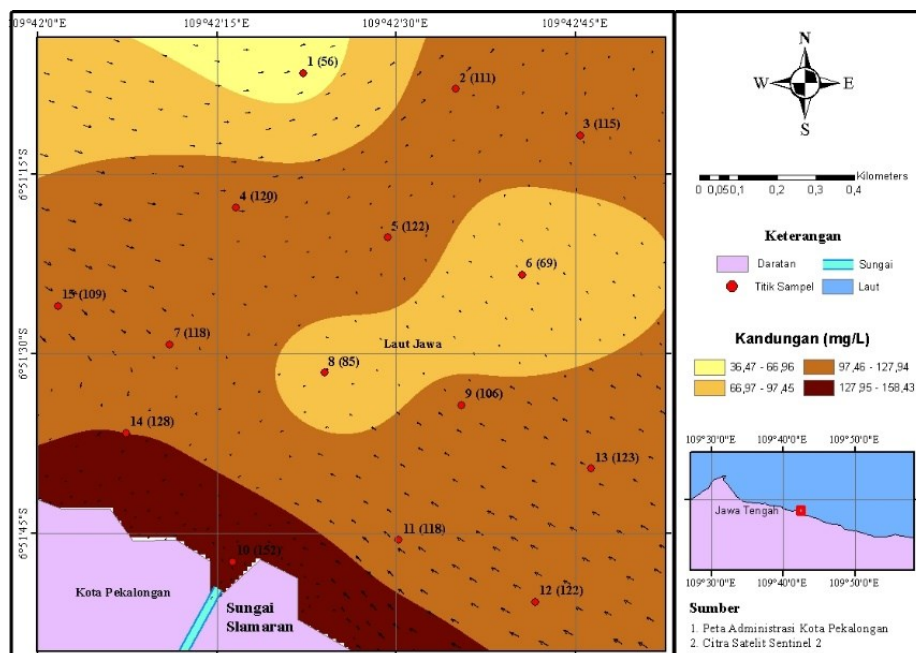 109°42'0"E 109°42'15"E 109°42'30"E 109°42'45"E
6°51'15"S
6°51'30"S
6°51'45"S
1 (56)
2 (111)
3 (115)
4 (120)
5 (122)
6 (69)
15 (109)
7 (118)
Laut Jawa
8 (85)
9 (106)
14 (128)
13 (123)
11 (118)
10 (152)
12 (122)
Kota Pekalongan
Sungai
Slamaran
N
W E
S
Kilometers
0 0,050,1 0,2 0,3 0,4
Keterangan
Daratan Sungai
Titik Sampel Laut
Kandungan (mg/L)
36,47 - 66,96 97,46 - 127,94
66,97 - 97,45 127,95 - 158,43
109°30'0"E 109°40'0"E 109°50'0"E
Jawa Tengah
109°30'0"E 109°40'0"E 109°50'0"E
Sumber
1. Peta Administrasi Kota Pekalongan
2. Citra Satelit Sentinel 2